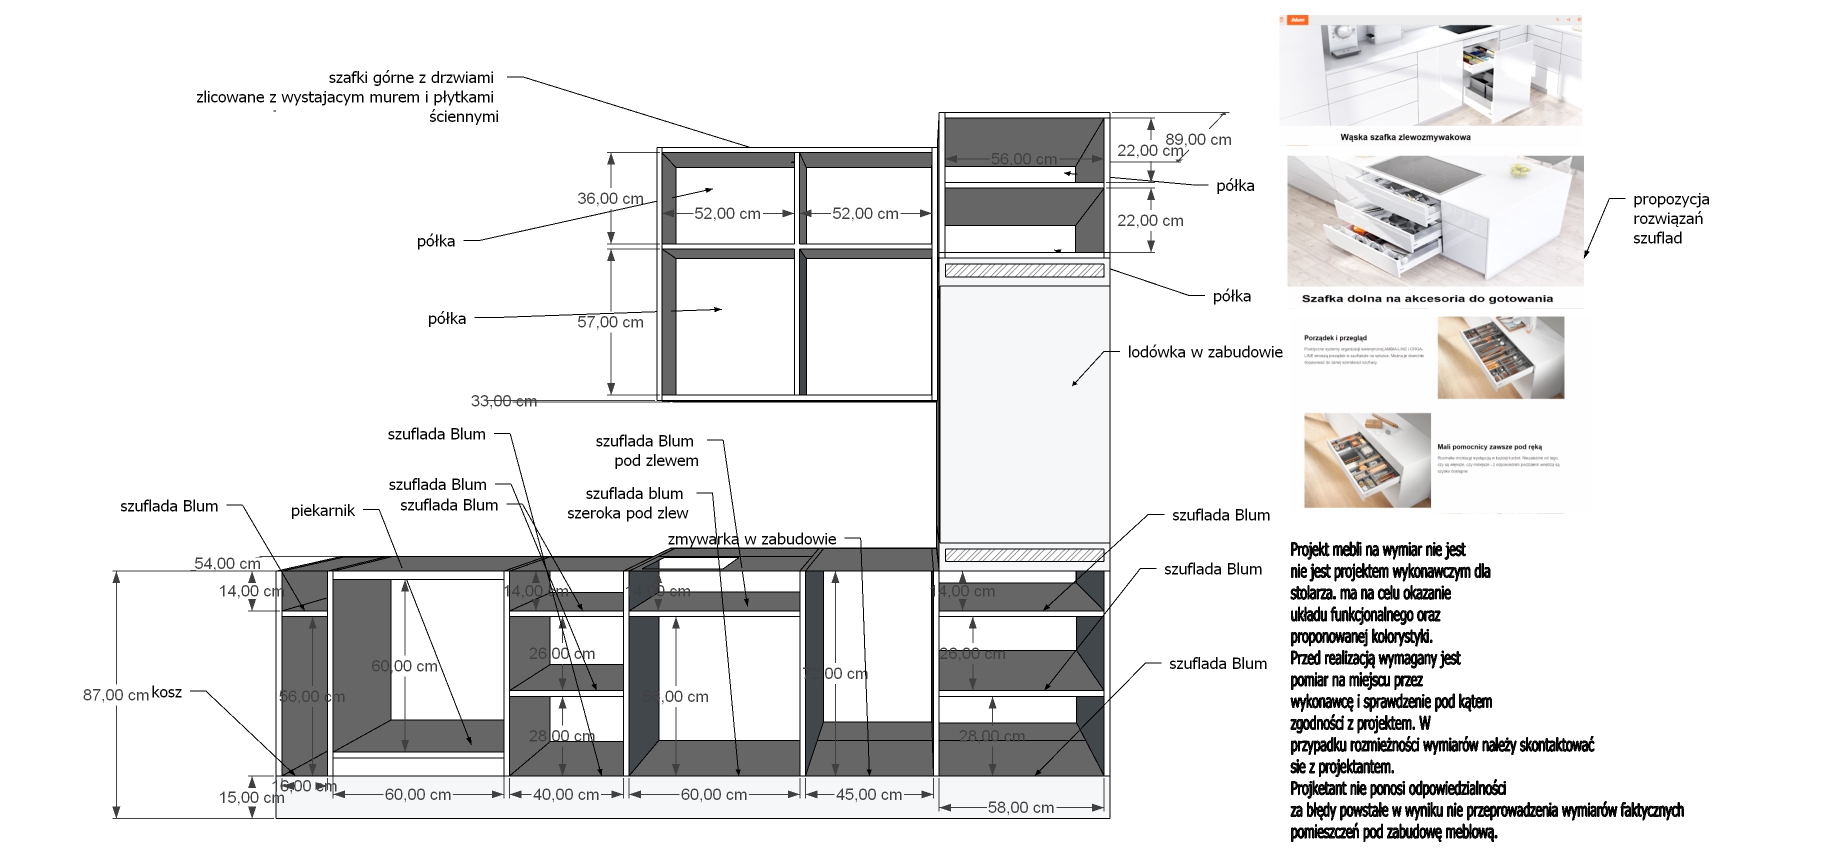 szafki górne z drzwiami
zlicowane z wystajacym murem i płytkami
ściennymi
36,00 cm
52,00 cm
52,00 cm
półka
57,00 cm
półka
33,00 cm
56,00 cm
22,00 cm
89,00 cm
półka
22,00 cm
półka
lodówka w zabudowie
szuflada Blum
szuflada Blum
pod zlewem
szuflada Blum
szuflada Blum
szuflada blum
szeroka pod zlew
szuflada Blum
piekarnik
zmywarka w zabudowie
szuflada Blum
szuflada Blum
szuflada Blum
54,00 cm
14,00 cm
14,00 cm
14,00 cm
60,00 cm
26,00 cm
26,00 cm
87,00 cm
kosz
56,00 cm
28,00 cm
28,00 cm
15,00 cm
16,00 cm
60,00 cm
40,00 cm
60,00 cm
45,00 cm
58,00 cm
blum
Wąska szafka zlewozmywakowa
Szafka dolna na akcesoria do gotowania
Porządek i przegląd
Mali pomocnicy zawsze pod ręką
propozycja
rozwiązań
szuflad
Projekt mebli na wymiar nie jest
nie jest projektem wykonawczym dla
stolarza. ma na celu okazanie
układu funkcjonalnego oraz
proponowanej kolorystyki.
Przed realizacją wymagany jest
pomiar na miejscu przez
wykonawcę i sprawdzenie pod kątem
zgodności z projektem. W
przypadku rozmieżności wymiarów należy skontaktować
sie z projektantem.
Projketant nie ponosi odpowiedzialności
za błędy powstałe w wyniku nie przeprowadzenia wymiarów faktycznych
pomieszczeń pod zabudowę meblową.